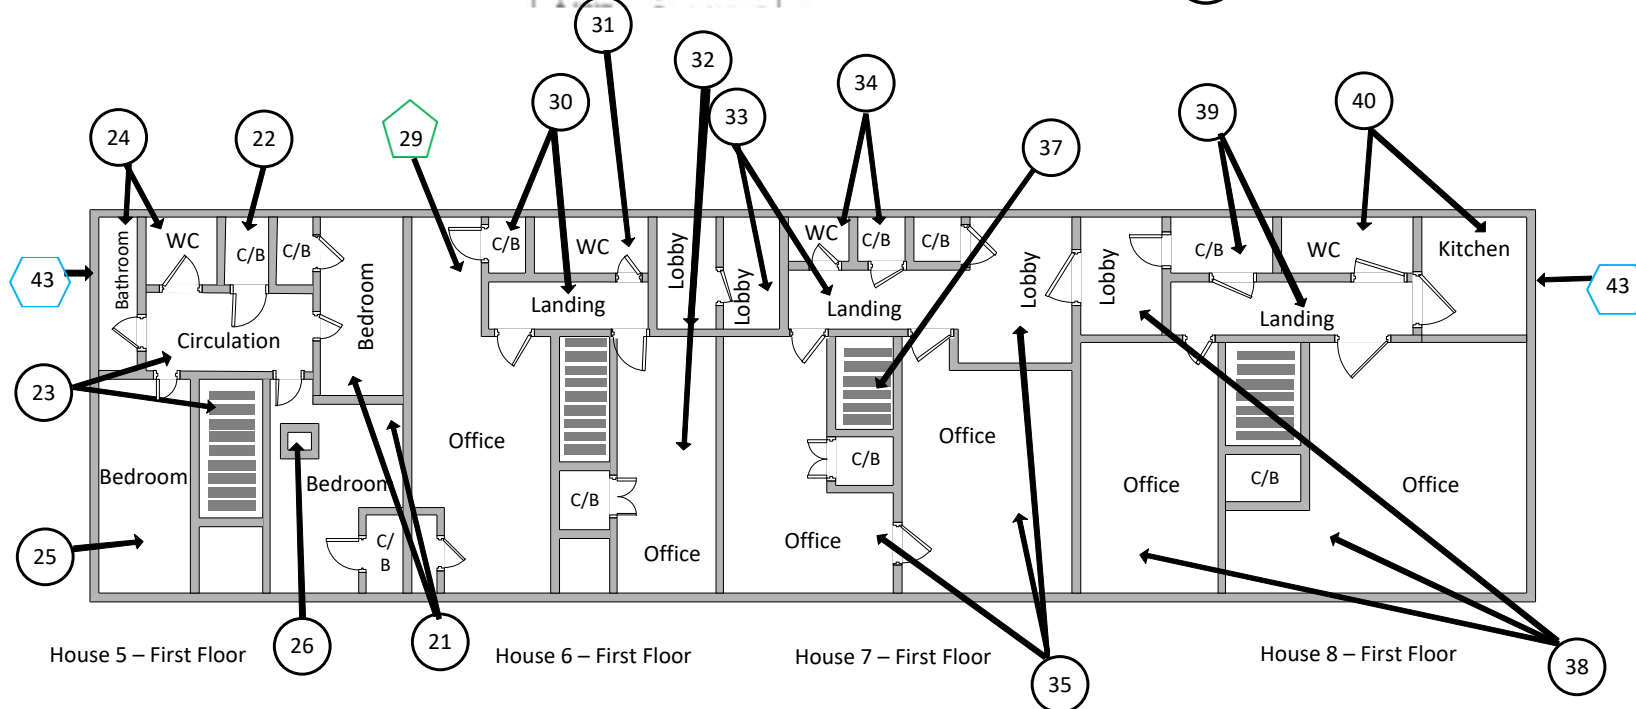 31
32
34
30
33
39
40
24
22
29
37
WC
C/B
C/B
Bathroom
Bedroom
Circulation
43
C/B
WC
Landing
Lobby
Lobby
WC
C/B
C/B
Landing
Lobby
Lobby
C/B
WC
Kitchen
Landing
43
23
Bedroom
Bedroom
C/
B
Office
C/B
Office
Office
C/B
Office
Office
C/B
Office
25
26
21
35
38
House 5 – First Floor
House 6 – First Floor
House 7 – First Floor
House 8 – First Floor